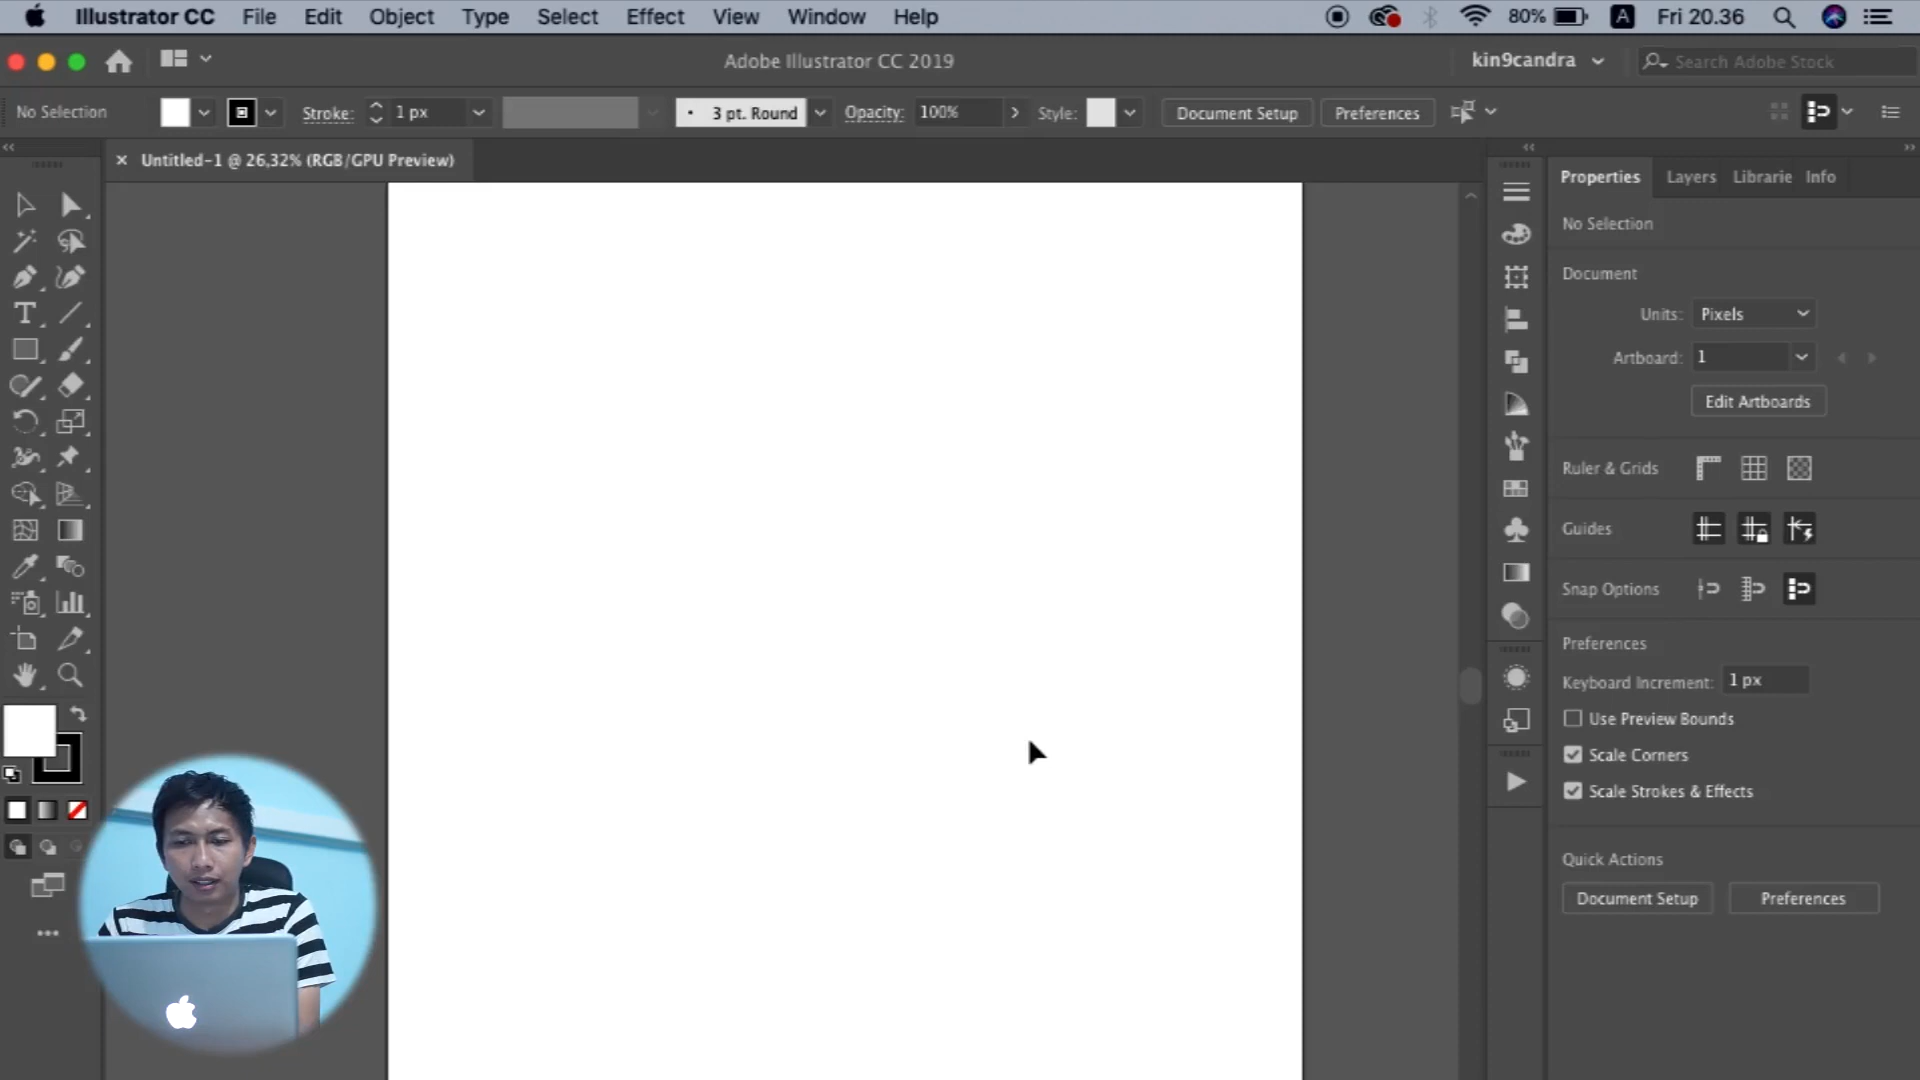 Illustrator CC File Edit Object Type Select Effect View Window Help 80% A Fri 20.36
Adobe Illustrator CC 2019 kin9candra Search Adobe Stock
No Selection Stroke: 1 px 3 pt. Round Opacity: 100% Style: Document Setup Preferences
Untitled-1 @ 26,32% (RGB/GPU Preview)
Properties Layers Librarie Info
No Selection
Document
Units: Pixels
Artboard: 1
Edit Artboards
Ruler & Grids
Guides
Snap Options
Preferences
Keyboard Increment: 1 px
Use Preview Bounds
Scale Corners
Scale Strokes & Effects
Quick Actions
Document Setup Preferences